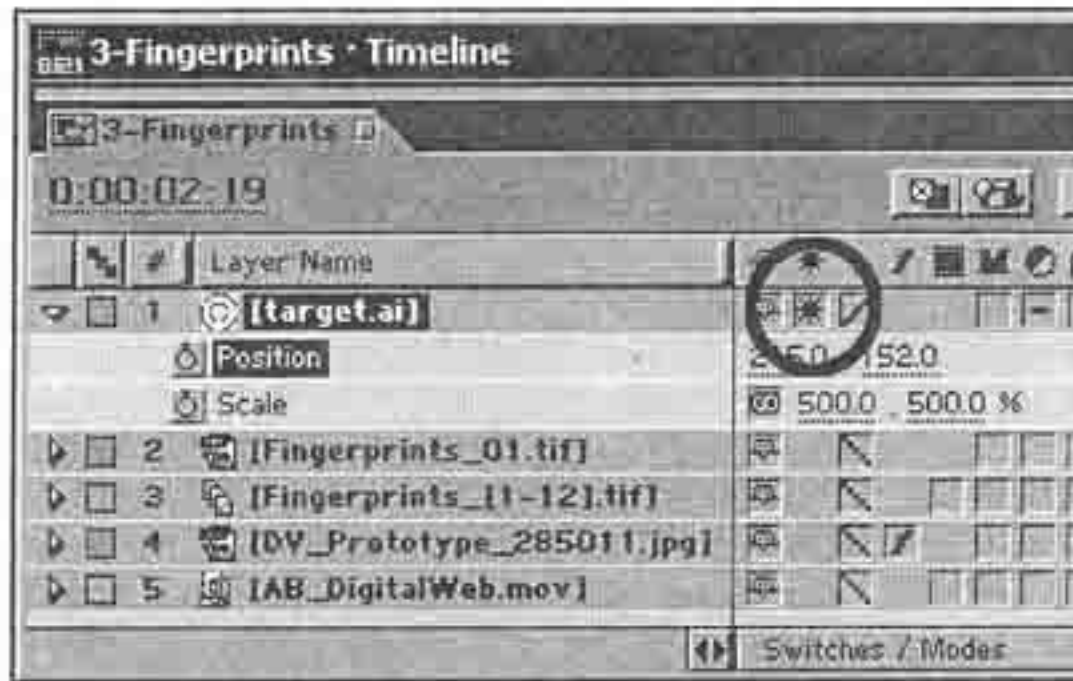 3-Fingerprints · Timeline
3-Fingerprints
0:00:02:19
# Layer Name
1 [target.ai]
Position 152.0
Scale 500.0 , 500.0 %
2 [Fingerprints_01.tif]
3 [Fingerprints_[1-12].tif]
4 [DV_Prototype_285011.jpg]
5 [AB_DigitalWeb.mov]
Switches / Modes